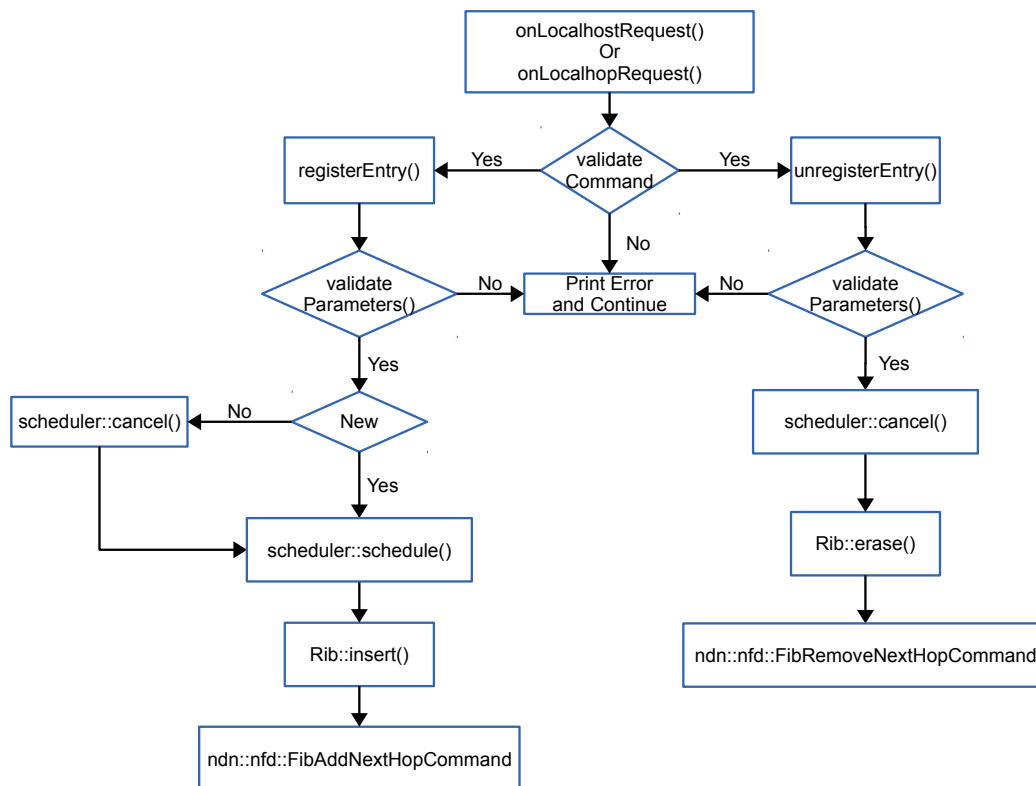 onLocalhostRequest()
Or
onLocalhopRequest()
registerEntry()
Yes
validate
Command
Yes
unregisterEntry()
No
validate
Parameters()
No
Print Error
and Continue
No
validate
Parameters()
Yes
Yes
scheduler::cancel()
No
New
scheduler::cancel()
Yes
scheduler::schedule()
Rib::erase()
Rib::insert()
ndn::nfd::FibRemoveNextHopCommand
ndn::nfd::FibAddNextHopCommand